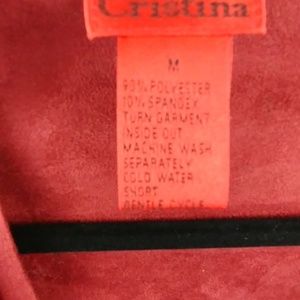 Cristina
M
90% POLYESTER
10% SPANDEX
TURN GARMENT
INSIDE OUT
MACHINE WASH
SEPARATELY
COLD WATER
SHORT
GENTLE CYCLE